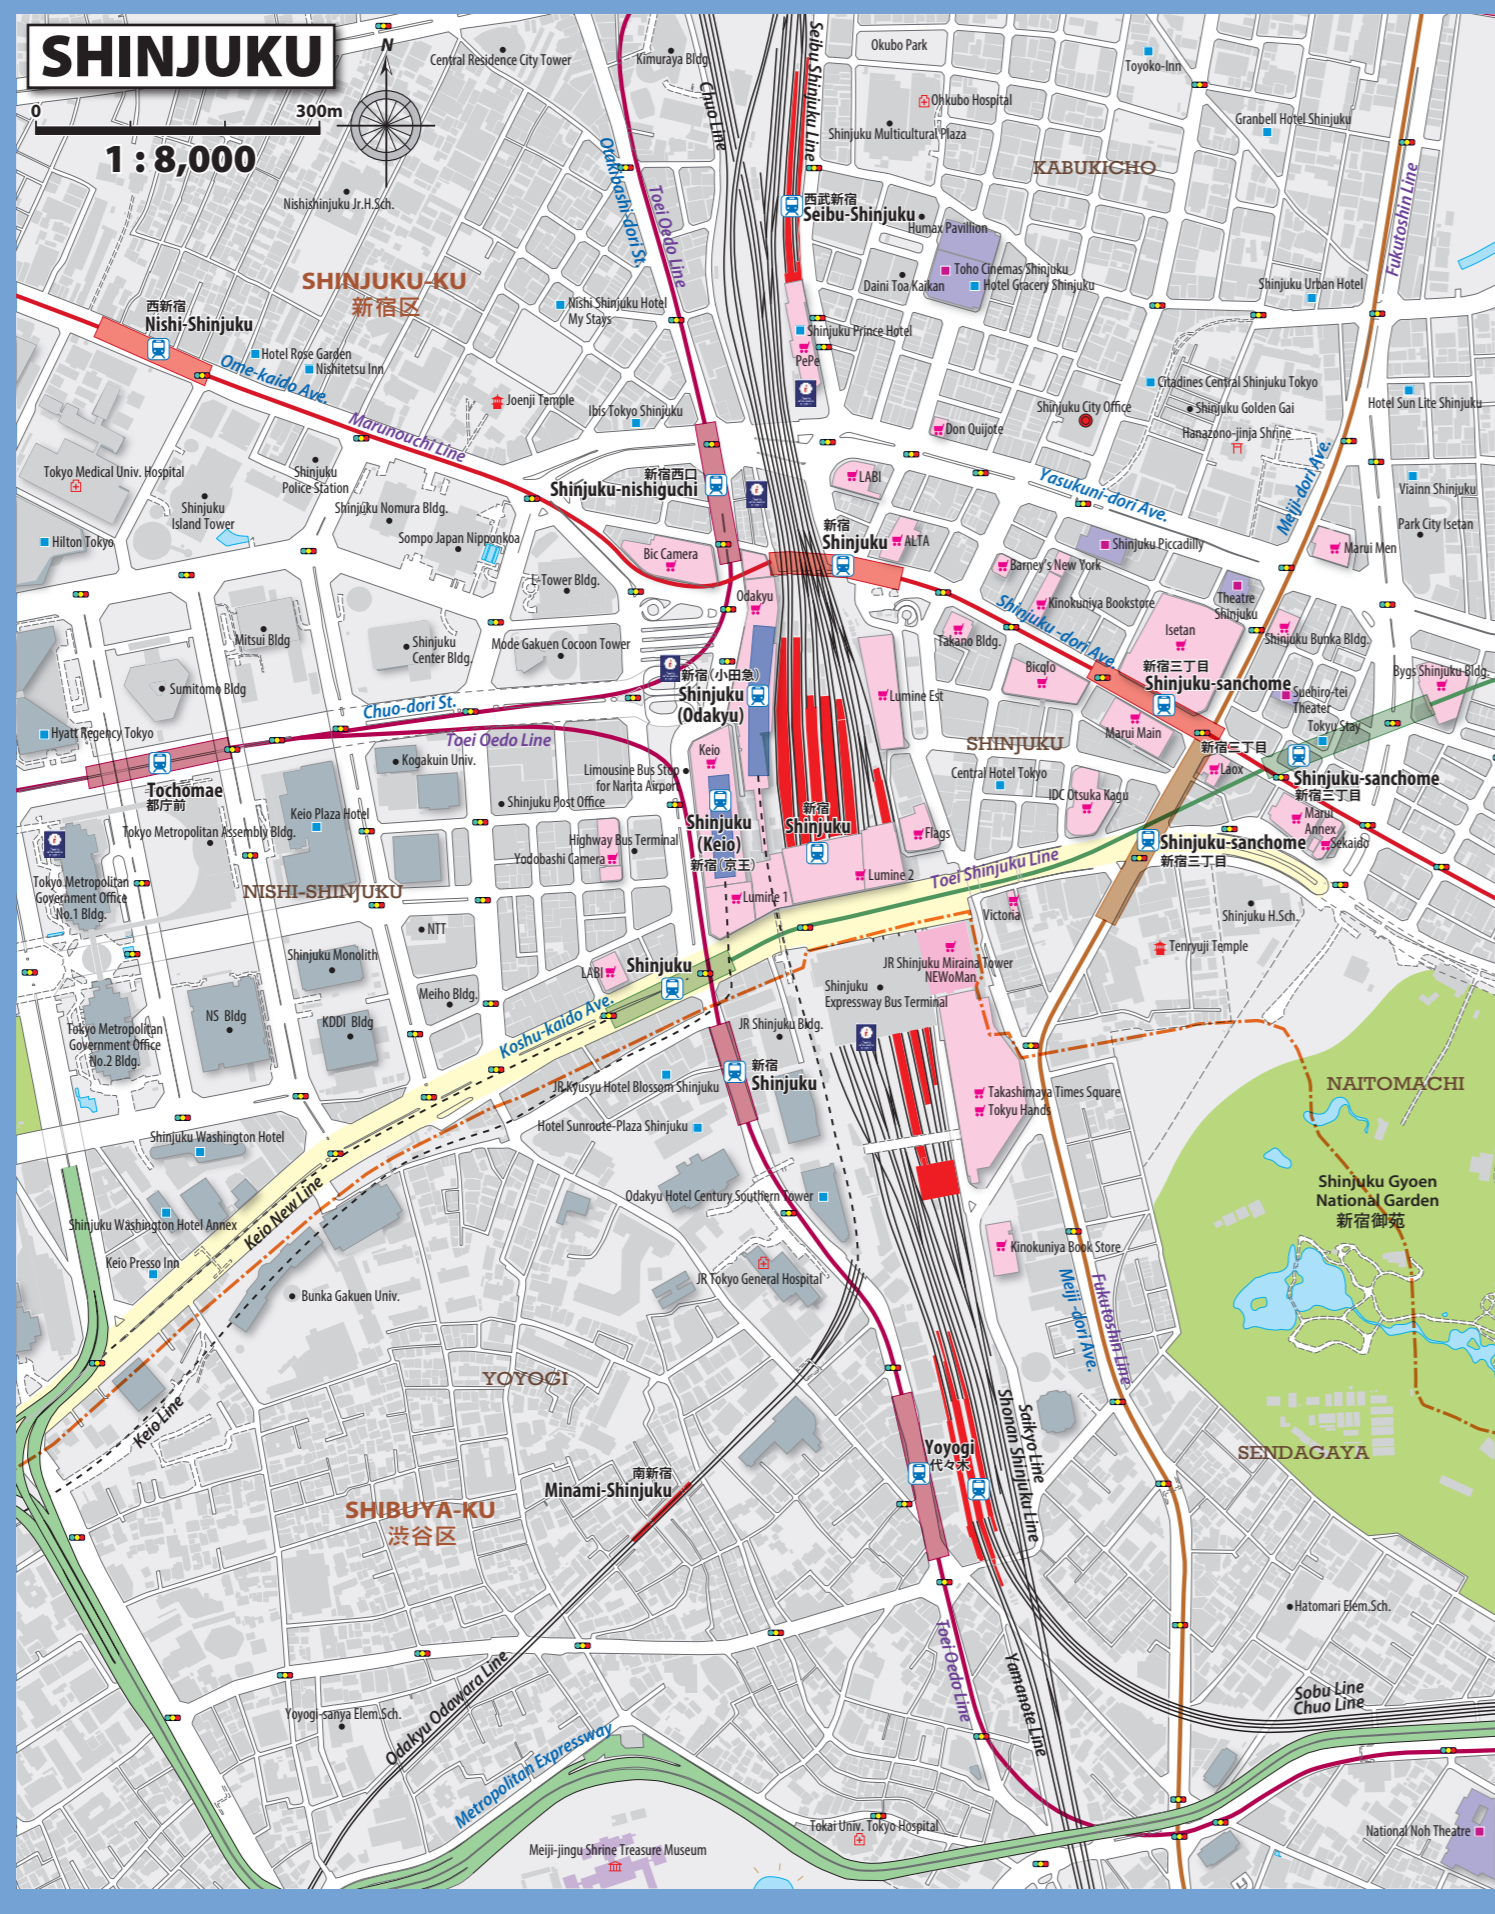 SHINJUKU
0
300m
1 : 8,000
N
Central Residence City Tower
Kimuraya Bldg.
Chuo Line
Seibu Shinjuku Line
Okubo Park
Toyoko-Inn
Ohkubo Hospital
Shinjuku Multicultural Plaza
Granbell Hotel Shinjuku
KABUKICHO
Otakibashi-dori St.
Toei Oedo Line
Fukutoshin Line
Nishishinjuku Jr.H.Sch.
西武新宿
Seibu-Shinjuku
Humax Pavillion
Toho Cinemas Shinjuku
Daini Toa Kaikan
Hotel Gracery Shinjuku
Shinjuku Urban Hotel
SHINJUKU-KU
新宿区
西新宿
Nishi-Shinjuku
Nishi Shinjuku Hotel
My Stays
Shinjuku Prince Hotel
PePe
Hotel Rose Garden
Nishitetsu Inn
Ome-kaido Ave.
Marunouchi Line
Joenji Temple
Ibis Tokyo Shinjuku
Citadines Central Shinjuku Tokyo
Shinjuku City Office
Shinjuku Golden Gai
Hotel Sun Lite Shinjuku
Don Quijote
Hanazono-jinja Shrine
Meiji-dori Ave.
Tokyo Medical Univ. Hospital
Shinjuku
Police Station
Shinjuku
Island Tower
Shinjuku Nomura Bldg.
新宿西口
Shinjuku-nishiguchi
LABI
Yasukuni-dori Ave.
Viainn Shinjuku
Park City Isetan
Hilton Tokyo
Sompo Japan Nipponkoa
Bic Camera
新宿
Shinjuku
ALTA
Shinjuku Piccadilly
Marui Men
E-Tower Bldg.
Odakyu
Barney's New York
Kinokuniya Bookstore
Theatre
Shinjuku
Shinjuku -dori Ave.
Mitsui Bldg
Shinjuku
Center Bldg.
Mode Gakuen Cocoon Tower
Takano Bldg.
Isetan
Shinjuku Bunka Bldg.
Sumitomo Bldg
新宿(小田急)
Shinjuku
(Odakyu)
Lumine Est
Bicqlo
新宿三丁目
Shinjuku-sanchome
Bygs Shinjuku Bldg.
Suehiro-tei
Theater
Tokyu Stay
Chuo-dori St.
Toei Oedo Line
Hyatt Regency Tokyo
Marui Main
SHINJUKU
新宿三丁目
Laox
Shinjuku-sanchome
新宿三丁目
Tochomae
都庁前
Kogakuin Univ.
Keio
Limousine Bus Stop
for Narita Airport
Central Hotel Tokyo
IDC Otsuka Kagu
Shinjuku Post Office
Keio Plaza Hotel
Tokyo Metropolitan Assembly Bldg.
Shinjuku
(Keio)
新宿(京王)
新宿
Shinjuku
Flags
Marui
Annex
Sekaido
Shinjuku-sanchome
新宿三丁目
Highway Bus Terminal
Yodobashi Camera
Lumine 2
Toei Shinjuku Line
Tokyo Metropolitan
Government Office
No.1 Bldg.
NISHI-SHINJUKU
Lumine 1
Victoria
Shinjuku H.Sch.
NTT
Shinjuku Monolith
LABI
Shinjuku
JR Shinjuku Miraina Tower
NEWoMan
Tenryuji Temple
Meiho Bldg.
Shinjuku
Expressway Bus Terminal
Tokyo Metropolitan
Government Office
No.2 Bldg.
NS Bldg
KDDI Bldg
Koshu-kaido Ave.
JR Shinjuku Bldg.
新宿
Shinjuku
JR Kyusyu Hotel Blossom Shinjuku
Takashimaya Times Square
Tokyu Hands
NAITOMACHI
Shinjuku Washington Hotel
Hotel Sunroute-Plaza Shinjuku
Shinjuku Gyoen
National Garden
新宿御苑
Odakyu Hotel Century Southern Tower
Shinjuku Washington Hotel Annex
Keio New Line
Keio Presso Inn
Kinokuniya Book Store
JR Tokyo General Hospital
Bunka Gakuen Univ.
Meiji -dori Ave.
Fukutoshin Line
YOYOGI
Keio Line
Saikyo Line
Shonan Shinjuku Line
SENDAGAYA
Yoyogi
代々木
南新宿
Minami-Shinjuku
SHIBUYA-KU
渋谷区
Hatomari Elem.Sch.
Toei Oedo Line
Yamanote Line
Odakyu Odawara Line
Sobu Line
Chuo Line
Yoyogi-sanya Elem.Sch.
Metropolitan Expressway
Meiji-jingu Shrine Treasure Museum
Tokai Univ. Tokyo Hospital
National Noh Theatre